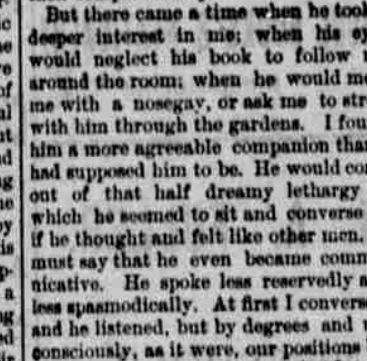 But there came a time when he took
deeper interest in me; when his
would neglect his book to follow
around the room; when he would
me with a nosegay, or ask me to
with him through the gardens. I
him a more agreeable companion
had supposed him to be. He would
out of that half dreamy lethargy
which he seemed to sit and converse
if he thought and felt like other men.
must say that he even became
nicative. He spoke less reservedly
less spasmodically. At first I
and he listened, but by degrees and
consciously, as it were, our positions